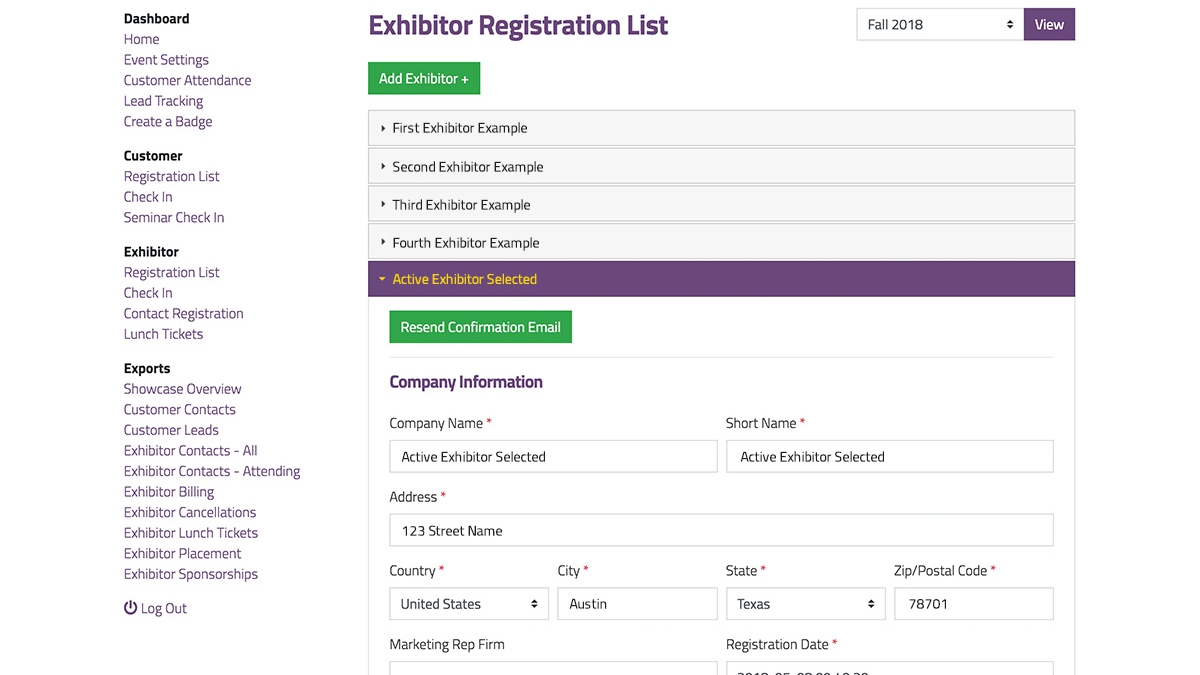 Dashboard
Home
Event Settings
Customer Attendance
Lead Tracking
Create a Badge
Customer
Registration List
Check In
Seminar Check In
Exhibitor
Registration List
Check In
Contact Registration
Lunch Tickets
Exports
Showcase Overview
Customer Contacts
Customer Leads
Exhibitor Contacts - All
Exhibitor Contacts - Attending
Exhibitor Billing
Exhibitor Cancellations
Exhibitor Lunch Tickets
Exhibitor Placement
Exhibitor Sponsorships
Log Out
Exhibitor Registration List
Fall 2018 View
Add Exhibitor +
First Exhibitor Example
Second Exhibitor Example
Third Exhibitor Example
Fourth Exhibitor Example
Active Exhibitor Selected
Resend Confirmation Email
Company Information
Company Name * Short Name *
Active Exhibitor Selected Active Exhibitor Selected
Address *
123 Street Name
Country * City * State * Zip/Postal Code *
United States Austin Texas 78701
Marketing Rep Firm Registration Date *